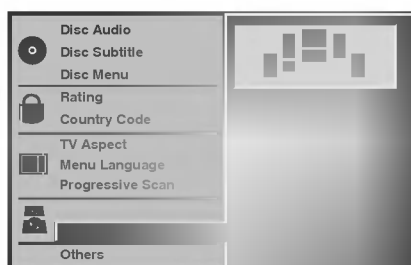 Disc Audio
Disc Subtitle
Disc Menu
Rating
Country Code
TV Aspect
Menu Language
Progressive Scan
Others